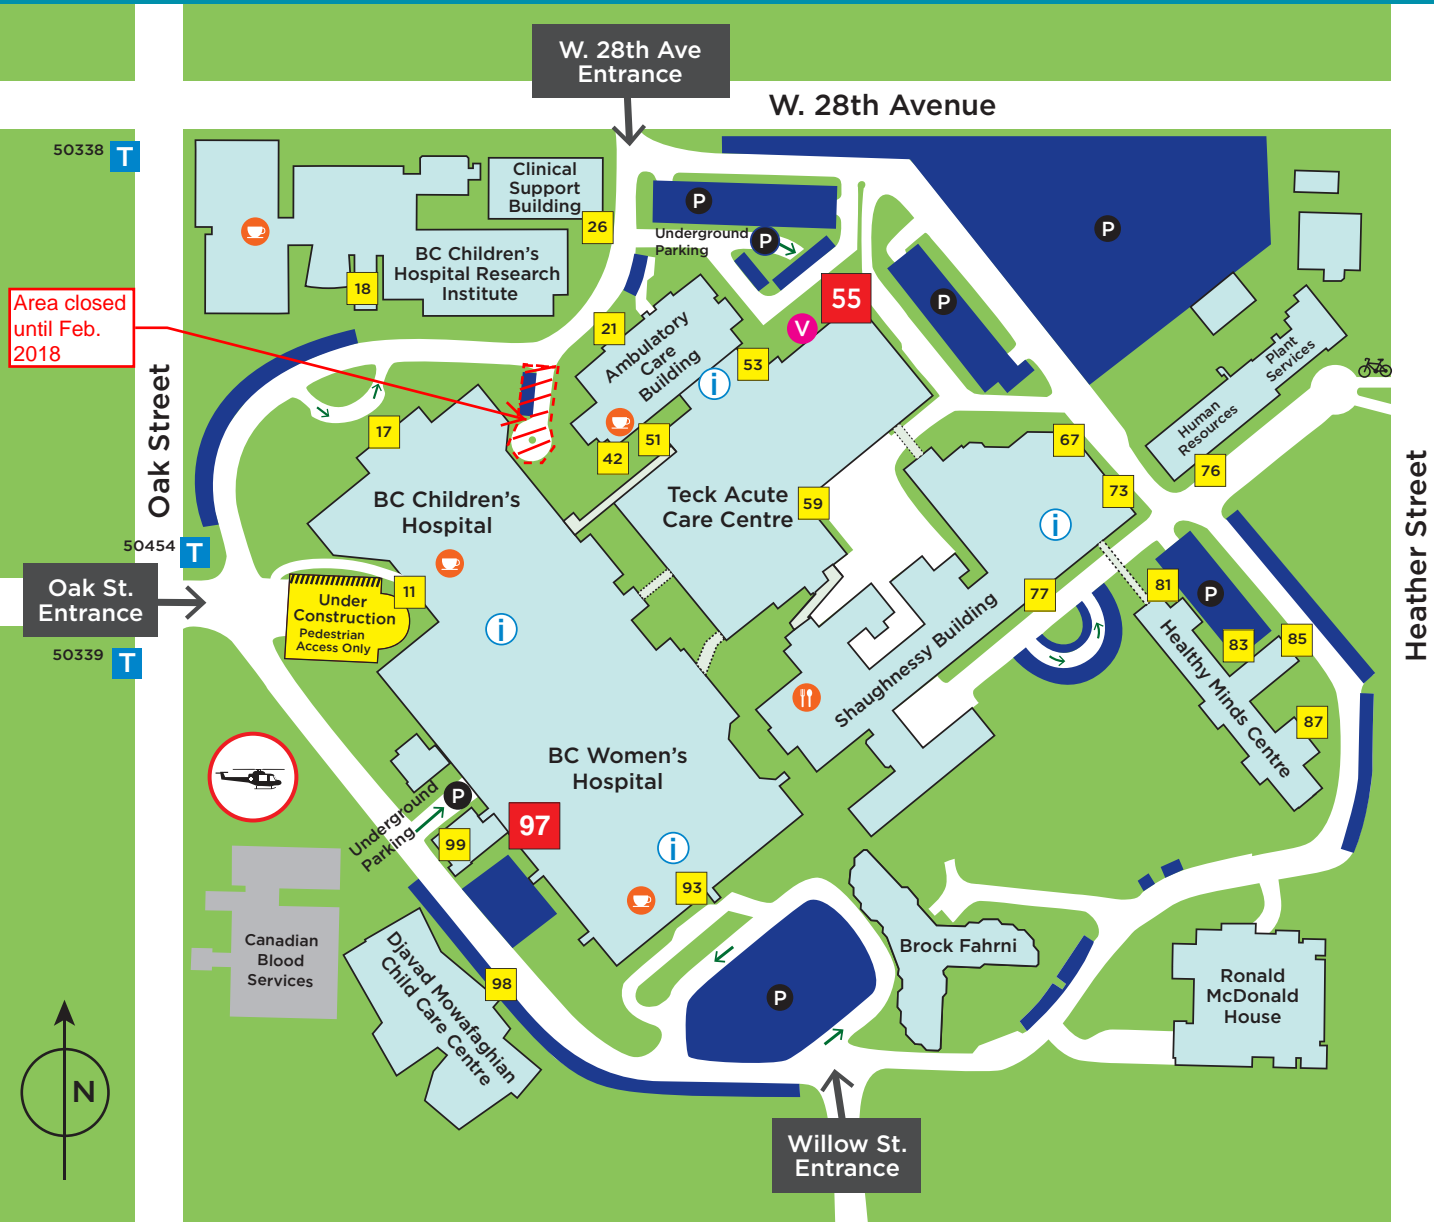 W. 28th Ave
Entrance
W. 28th Avenue
50338 T
Clinical
Support
Building
26
P
Underground
Parking
P
P
P
BC Children's
Hospital Research
Institute
18
Area closed
until Feb.
2018
21
Ambulatory
Care
Building
55
V
53
i
Plant
Services
Human
Resources
76
Oak Street
17
42
51
67
73
BC Children's
Hospital
Teck Acute
Care Centre
59
i
Heather Street
50454 T
Oak St.
Entrance
50339 T
11
Under
Construction
Pedestrian
Access Only
i
77
81
P
83
85
87
Shaughnessy Building
Healthy Minds Centre
BC Women's
Hospital
Underground
Parking
P
97
99
i
93
Canadian
Blood
Services
98
Djavad Mowafaghian
Child Care Centre
P
Brock Fahrni
Ronald
McDonald
House
N
Willow St.
Entrance